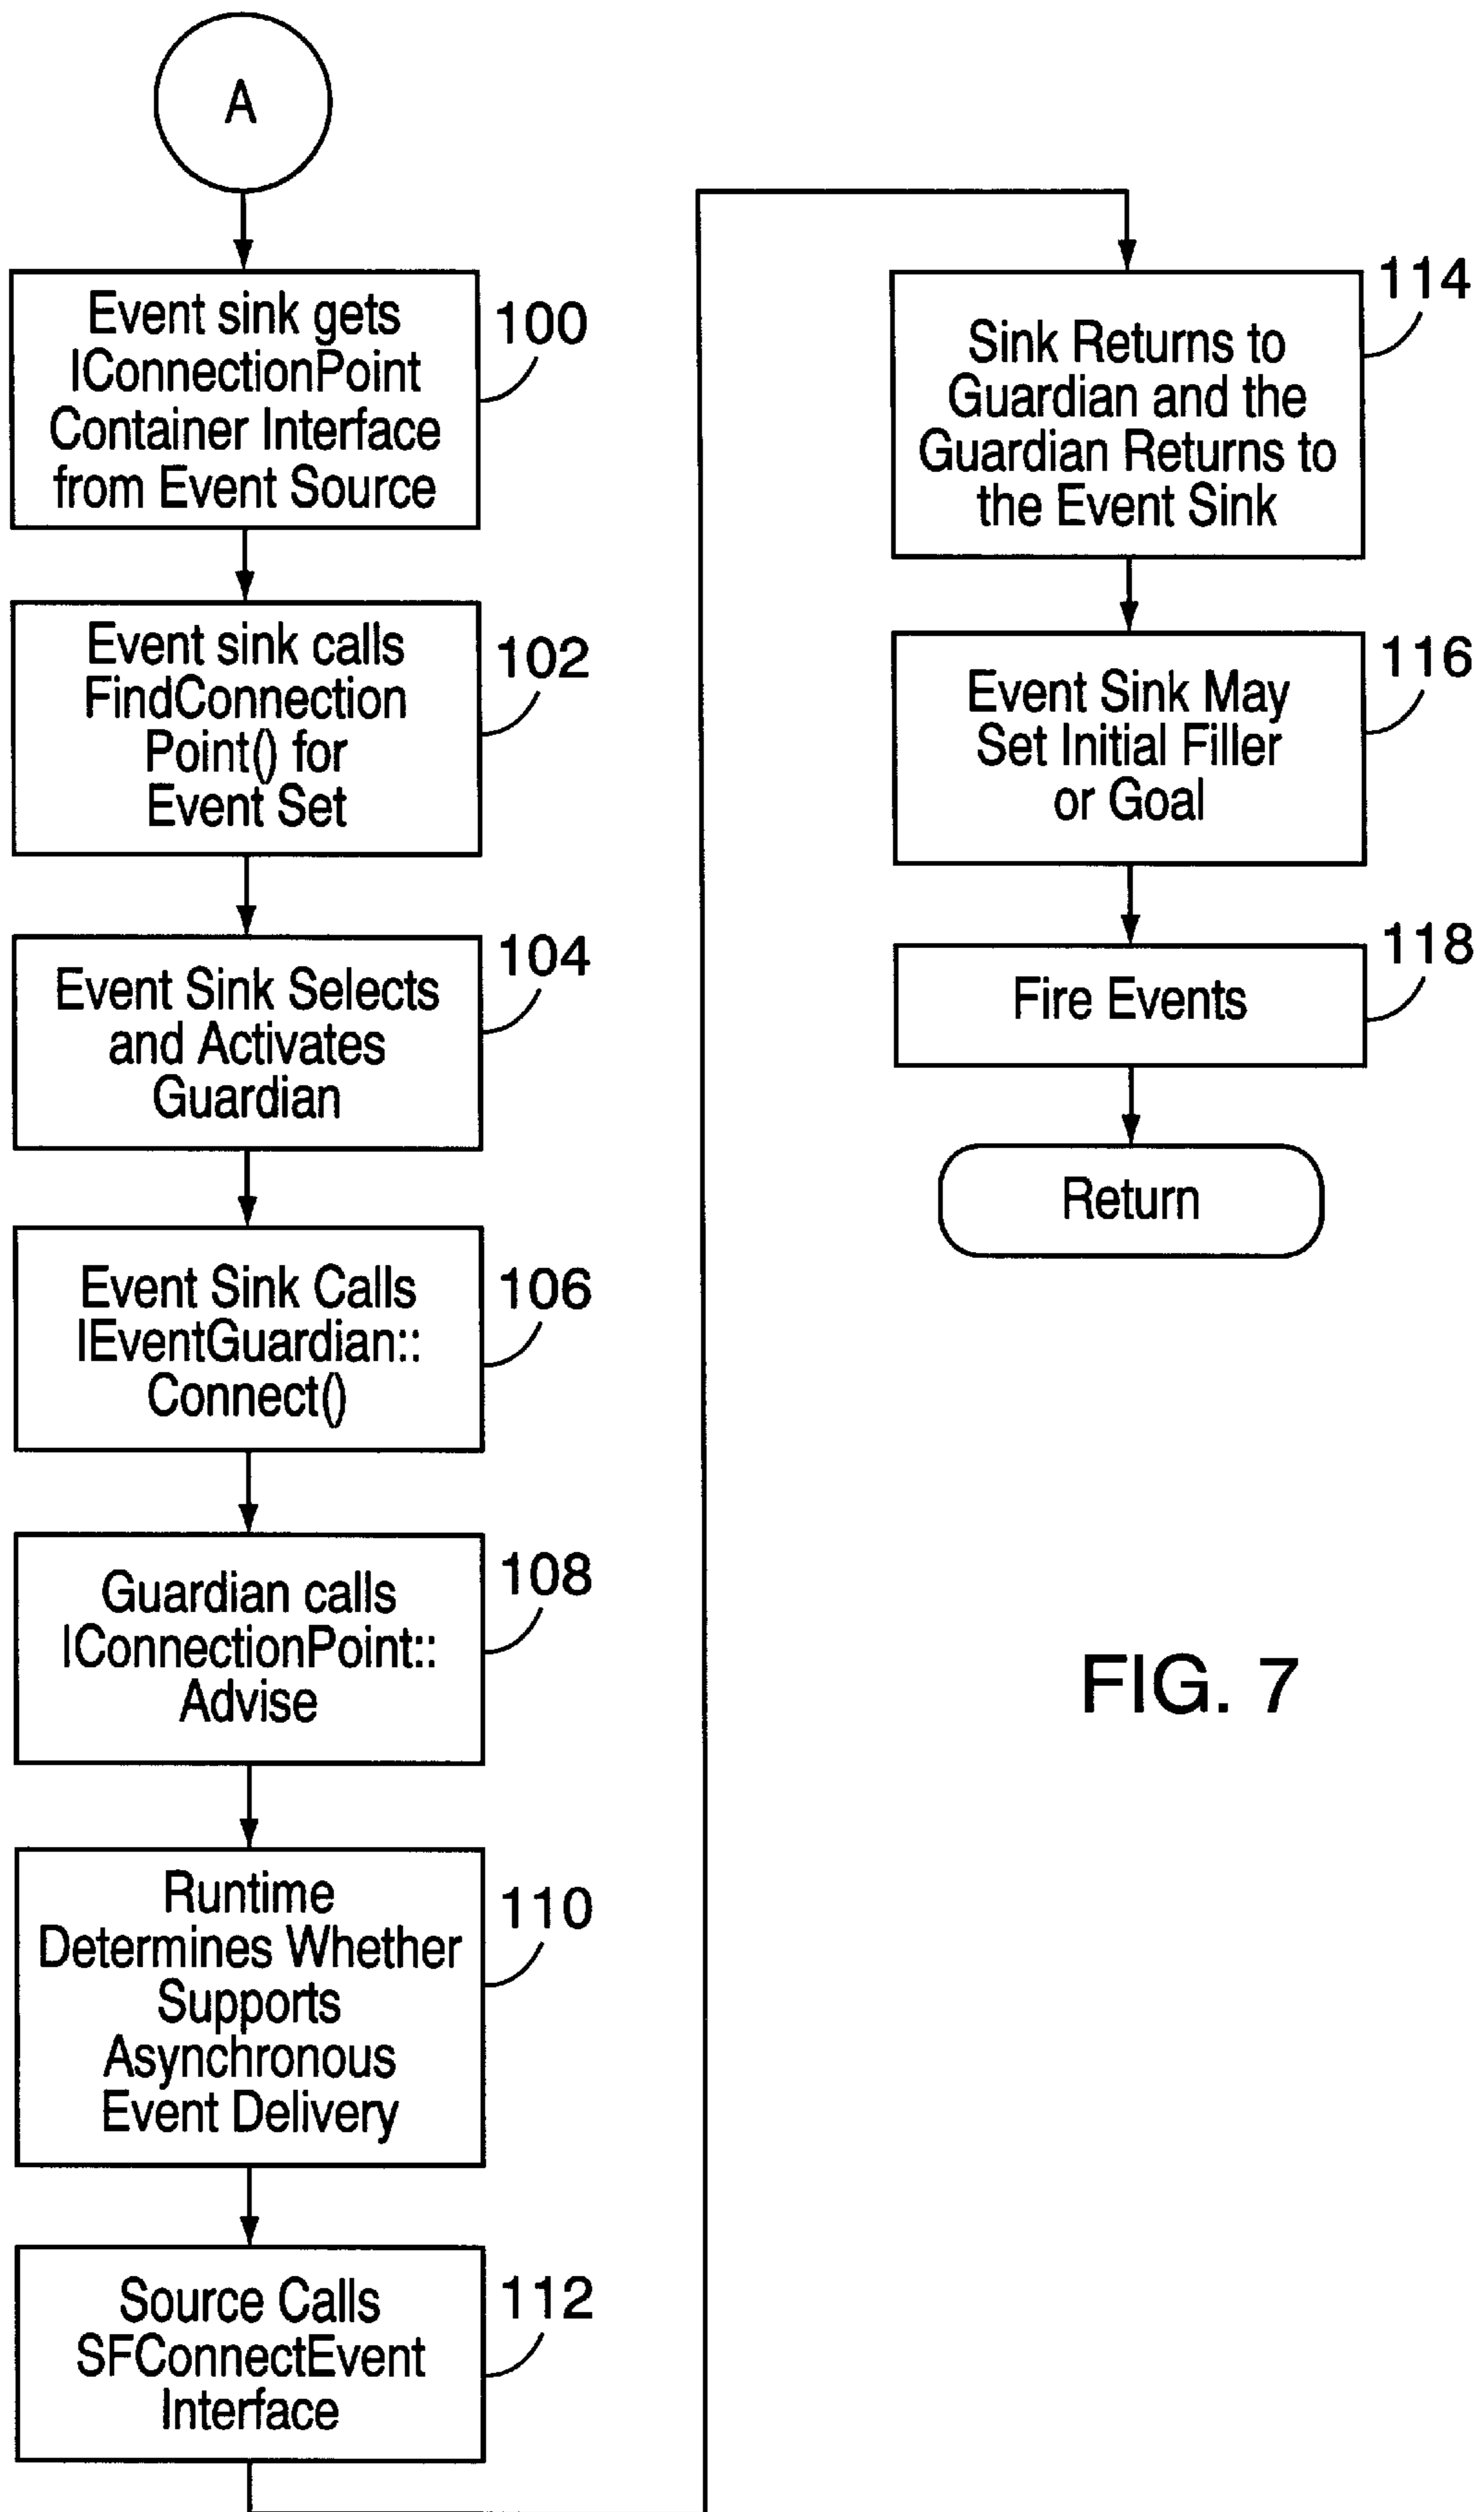 A
Event sink gets
IConnectionPoint
Container Interface
from Event Source
100
Event sink calls
FindConnection
Point() for
Event Set
102
Event Sink Selects
and Activates
Guardian
104
Event Sink Calls
IEventGuardian::
Connect()
106
Guardian calls
IConnectionPoint::
Advise
108
Runtime
Determines Whether
Supports
Asynchronous
Event Delivery
110
Source Calls
SFConnectEvent
Interface
112
Sink Returns to
Guardian and the
Guardian Returns to
the Event Sink
114
Event Sink May
Set Initial Filler
or Goal
116
Fire Events
118
Return
FIG. 7